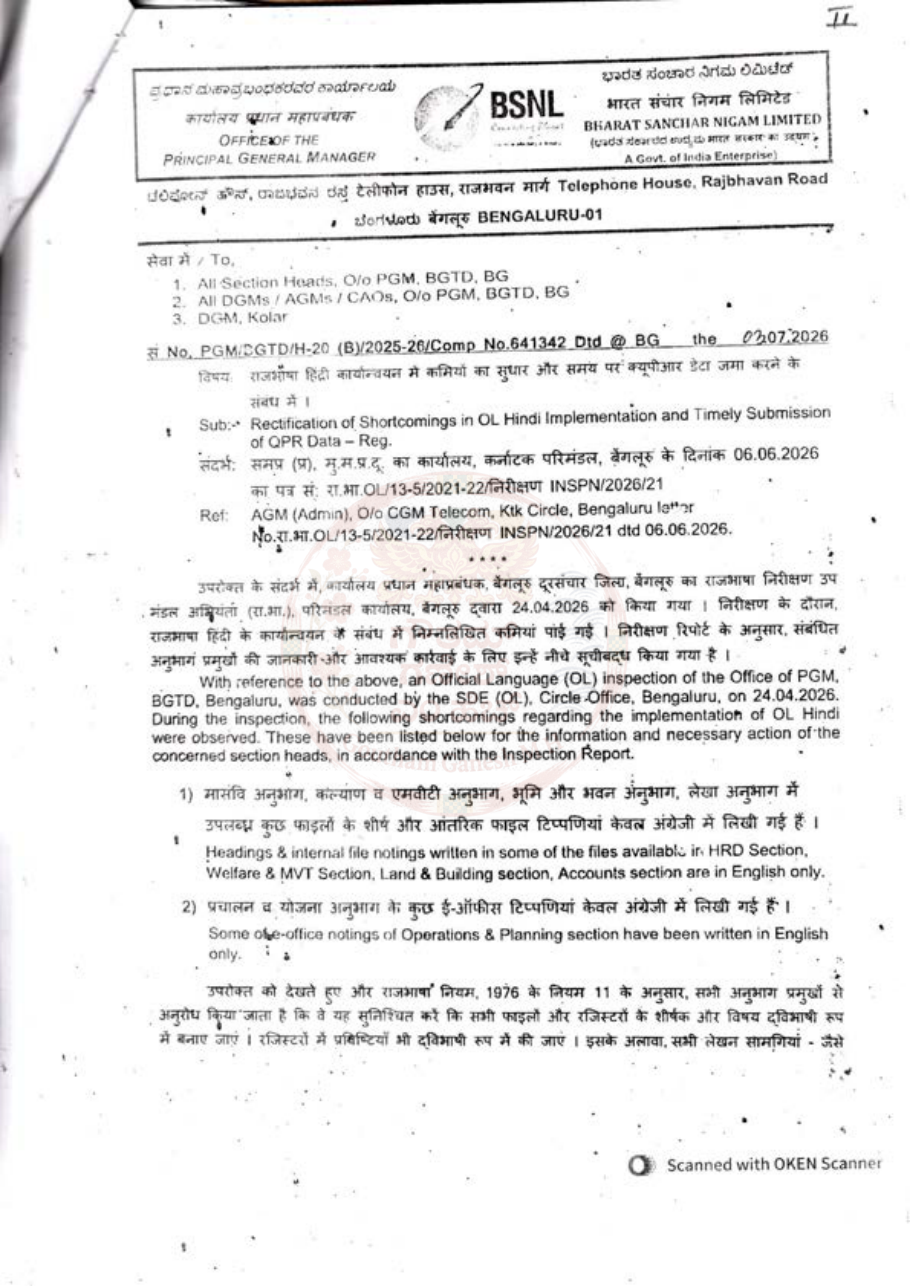 II
ಪ್ರಧಾನ ಮಹಾಪ್ರಬಂಧಕರವರ ಕಾರ್ಯಾಲಯ
कार्यालय प्रधान महाप्रबंधक
OFFICE OF THE
PRINCIPAL GENERAL MANAGER
BSNL
ಭಾರತ ಸಂಚಾರ ನಿಗಮ ಲಿಮಿಟೆಡ್
भारत संचार निगम लिमिटेड
BHARAT SANCHAR NIGAM LIMITED
(ಭಾರತ ಸರ್ಕಾರದ ಉದ್ಯಮ भारत सरकार का उद्यम
A Govt. of India Enterprise)
ಟೆಲಿಫೋನ್ ಹೌಸ್, ರಾಜಭವನ ರಸ್ತೆ टेलीफोन हाउस, राजभवन मार्ग Telephone House, Rajbhavan Road
ಬೆಂಗಳೂರು बेंगलूरु BENGALURU-01
सेवा में / To,
1. All Section Heads, O/o PGM, BGTD, BG
2. All DGMs / AGMs / CAOs, O/o PGM, BGTD, BG
3. DGM, Kolar
सं No. PGM/BGTD/H-20 (B)/2025-26/Comp No.641342 Dtd @ BG the 03.07.2026
विषय: राजभाषा हिंदी कार्यान्वयन मे कमियों का सुधार और समय पर क्यूपीआर डेटा जमा करने के
संबध में ।
Sub:- Rectification of Shortcomings in OL Hindi Implementation and Timely Submission
of QPR Data – Reg.
संदर्भ: समप्र (प्र), मु.म.प्र.दू. का कार्यालय, कर्नाटक परिमंडल, बेंगलूरु के दिनांक 06.06.2026
का पत्र सं: रा.भा.OL/13-5/2021-22/निरीक्षण INSPN/2026/21
Ref: AGM (Admin), O/o CGM Telecom, Ktk Circle, Bengaluru letter
No.रा.भा.OL/13-5/2021-22/निरीक्षण INSPN/2026/21 dtd 06.06.2026.
****
उपरोक्त के संदर्भ में, कार्यालय प्रधान महाप्रबंधक, बेंगलूरु दूरसंचार जिला, बेंगलूरु का राजभाषा निरीक्षण उप
मंडल अभियंता (रा.भा.), परिमंडल कार्यालय, बेंगलूरु द्वारा 24.04.2026 को किया गया । निरीक्षण के दौरान,
राजभाषा हिंदी के कार्यान्वयन के संबंध में निम्नलिखित कमियां पाई गई । निरीक्षण रिपोर्ट के अनुसार, संबंधित
अनुभाग प्रमुखों की जानकारी और आवश्यक कार्रवाई के लिए इन्हें नीचे सूचीबद्ध किया गया है ।
With reference to the above, an Official Language (OL) inspection of the Office of PGM,
BGTD, Bengaluru, was conducted by the SDE (OL), Circle Office, Bengaluru, on 24.04.2026.
During the inspection, the following shortcomings regarding the implementation of OL Hindi
were observed. These have been listed below for the information and necessary action of the
concerned section heads, in accordance with the Inspection Report.
1) मासंवि अनुभाग, कल्याण व एमवीटी अनुभाग, भूमि और भवन अनुभाग, लेखा अनुभाग में
उपलब्ध कुछ फाइलों के शीर्ष और आंतरिक फाइल टिप्पणियां केवल अंग्रेजी में लिखी गई हैं ।
Headings & internal file notings written in some of the files available in HRD Section,
Welfare & MVT Section, Land & Building section, Accounts section are in English only.
2) प्रचालन व योजना अनुभाग के कुछ ई-ऑफीस टिप्पणियां केवल अंग्रेजी में लिखी गई हैं ।
Some of e-office notings of Operations & Planning section have been written in English
only.
उपरोक्त को देखते हुए और राजभाषा नियम, 1976 के नियम 11 के अनुसार, सभी अनुभाग प्रमुखों से
अनुरोध किया जाता है कि वे यह सुनिश्चित करें कि सभी फाइलों और रजिस्टरों के शीर्षक और विषय द्विभाषी रूप
में बनाए जाएं । रजिस्टरों में प्रविष्टियाँ भी द्विभाषी रूप में की जाएं । इसके अलावा, सभी लेखन सामग्रियां - जैसे
Scanned with OKEN Scanner